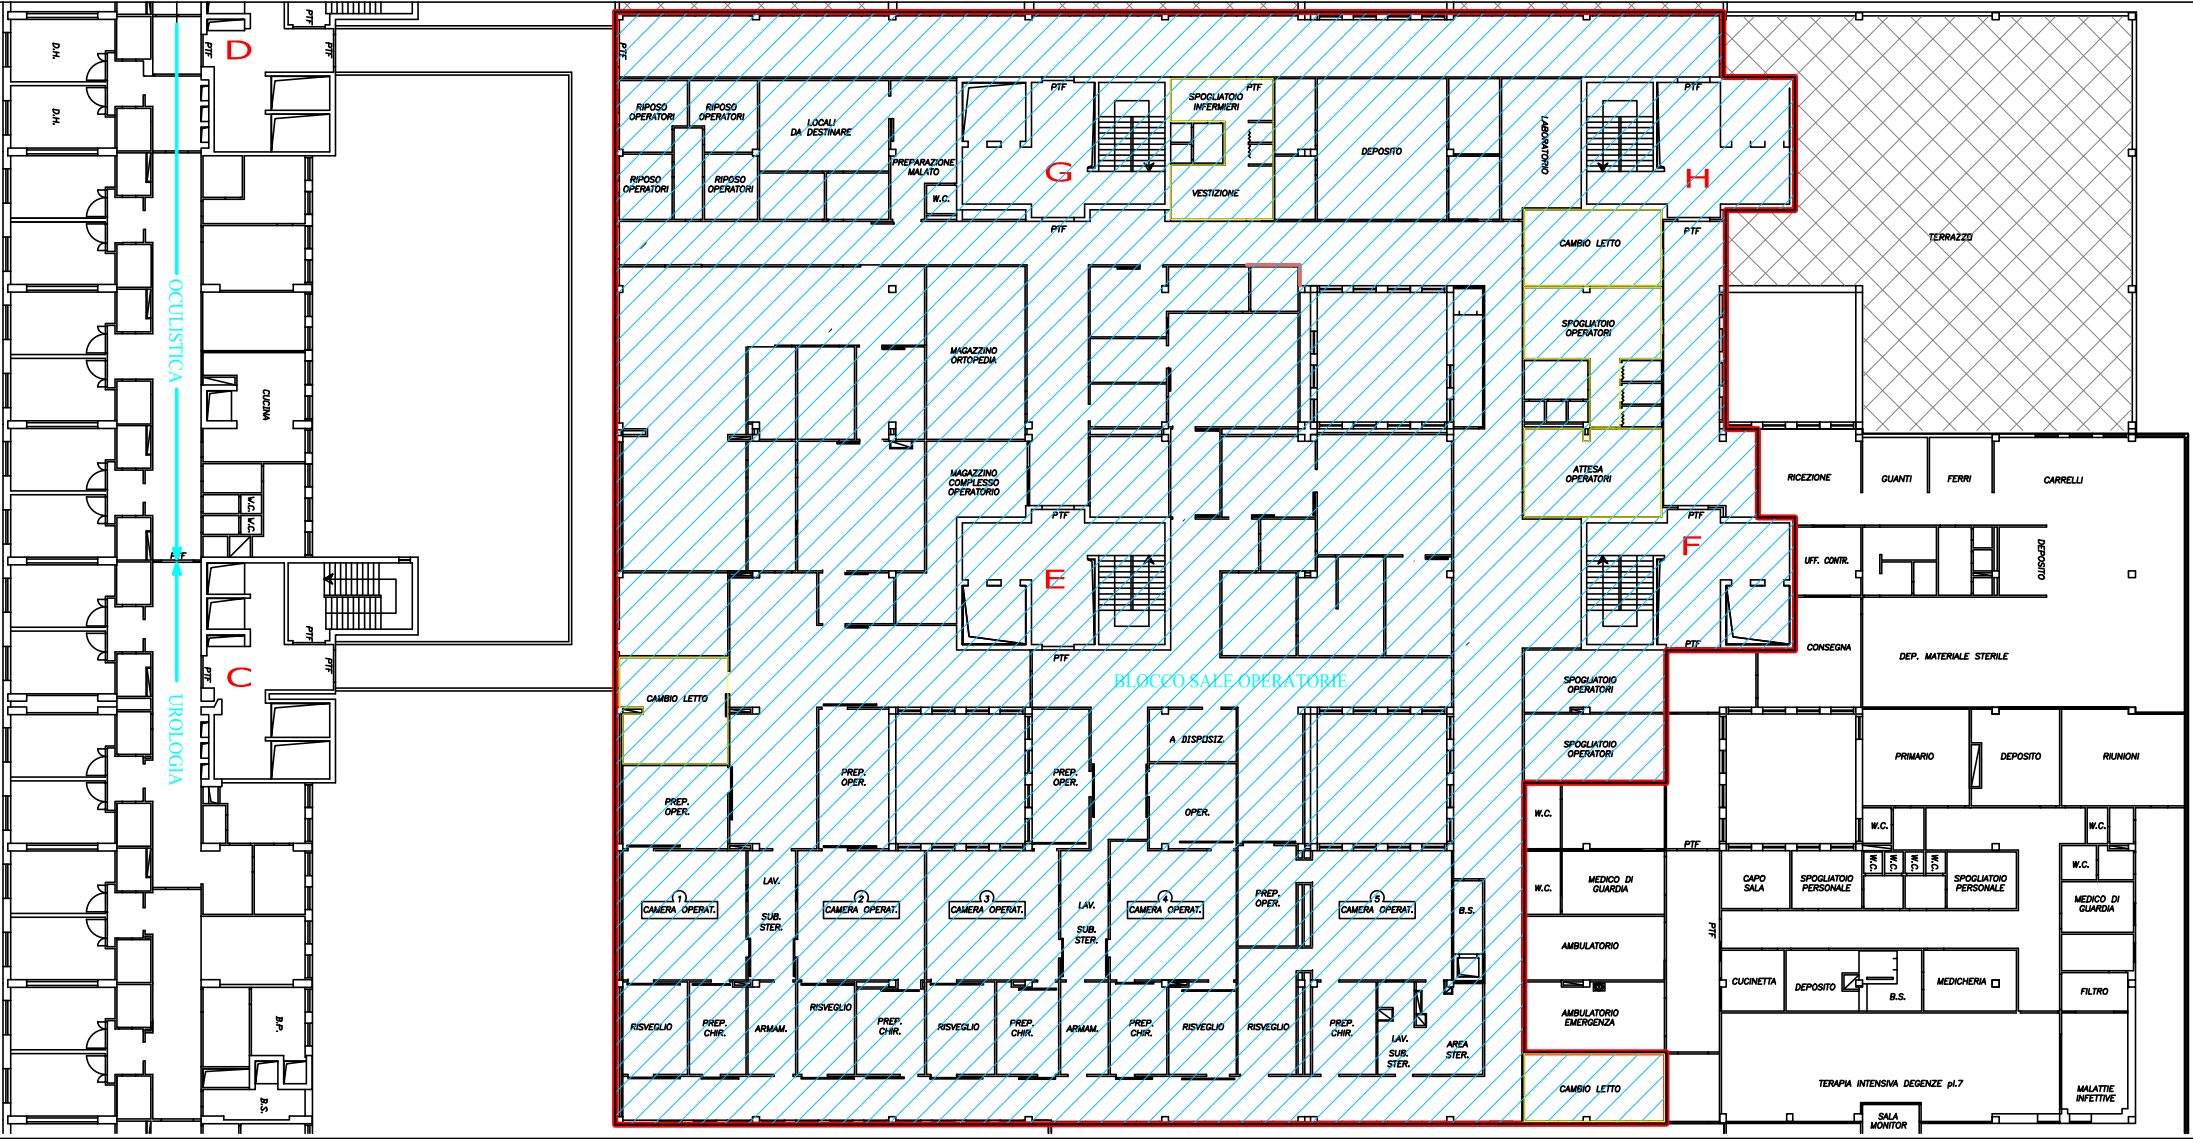 PTF
D.H.
PTF
D
PTF
D.H.
OCULISTICA
CUCINA
W.C.
W.C.
PTF
PTF
C
PTF
PTF
UROLOGIA
B.P.
B.S.
PTF
RIPOSO
OPERATORI
RIPOSO
OPERATORI
LOCALI
DA DESTINARE
RIPOSO
OPERATORI
RIPOSO
OPERATORI
PREPARAZIONE
MALATO
W.C.
PTF
G
PTF
SPOGLIATOIO
INFERMIERI
PTF
VESTIZIONE
DEPOSITO
LABORATORIO
PTF
H
PTF
TERRAZZO
CAMBIO LETTO
SPOGLIATOIO
OPERATORI
MAGAZZINO
ORTOPEDIA
MAGAZZINO
COMPLESSO
OPERATORIO
ATTESA
OPERATORI
RICEZIONE
GUANTI
FERRI
CARRELLI
PTF
E
PTF
PTF
F
PTF
UFF. CONTR.
DEPOSITO
CONSEGNA
DEP. MATERIALE STERILE
BLOCCO SALE OPERATORIE
CAMBIO LETTO
SPOGLIATOIO
OPERATORI
SPOGLIATOIO
OPERATORI
A DISPOSIZ.
PREP.
OPER.
PREP.
OPER.
PREP.
OPER.
OPER.
PRIMARIO
DEPOSITO
RIUNIONI
W.C.
W.C.
W.C.
PTF
1
CAMERA OPERAT.
LAV.
SUB.
STER.
2
CAMERA OPERAT.
3
CAMERA OPERAT.
LAV.
SUB.
STER.
4
CAMERA OPERAT.
PREP.
OPER.
5
CAMERA OPERAT.
B.S.
W.C.
MEDICO DI
GUARDIA
CAPO
SALA
SPOGLIATOIO
PERSONALE
W.C.
W.C.
W.C.
W.C.
SPOGLIATOIO
PERSONALE
W.C.
MEDICO DI
GUARDIA
AMBULATORIO
PTF
CUCINETTA
DEPOSITO
B.S.
MEDICHERIA
FILTRO
RISVEGLIO
PREP.
CHIR.
ARMAM.
RISVEGLIO
PREP.
CHIR.
RISVEGLIO
PREP.
CHIR.
ARMAM.
PREP.
CHIR.
RISVEGLIO
RISVEGLIO
PREP.
CHIR.
LAV.
SUB.
STER.
AREA
STER.
AMBULATORIO
EMERGENZA
CAMBIO LETTO
TERAPIA INTENSIVA DEGENZE pl.7
MALATTIE
INFETTIVE
SALA
MONITOR